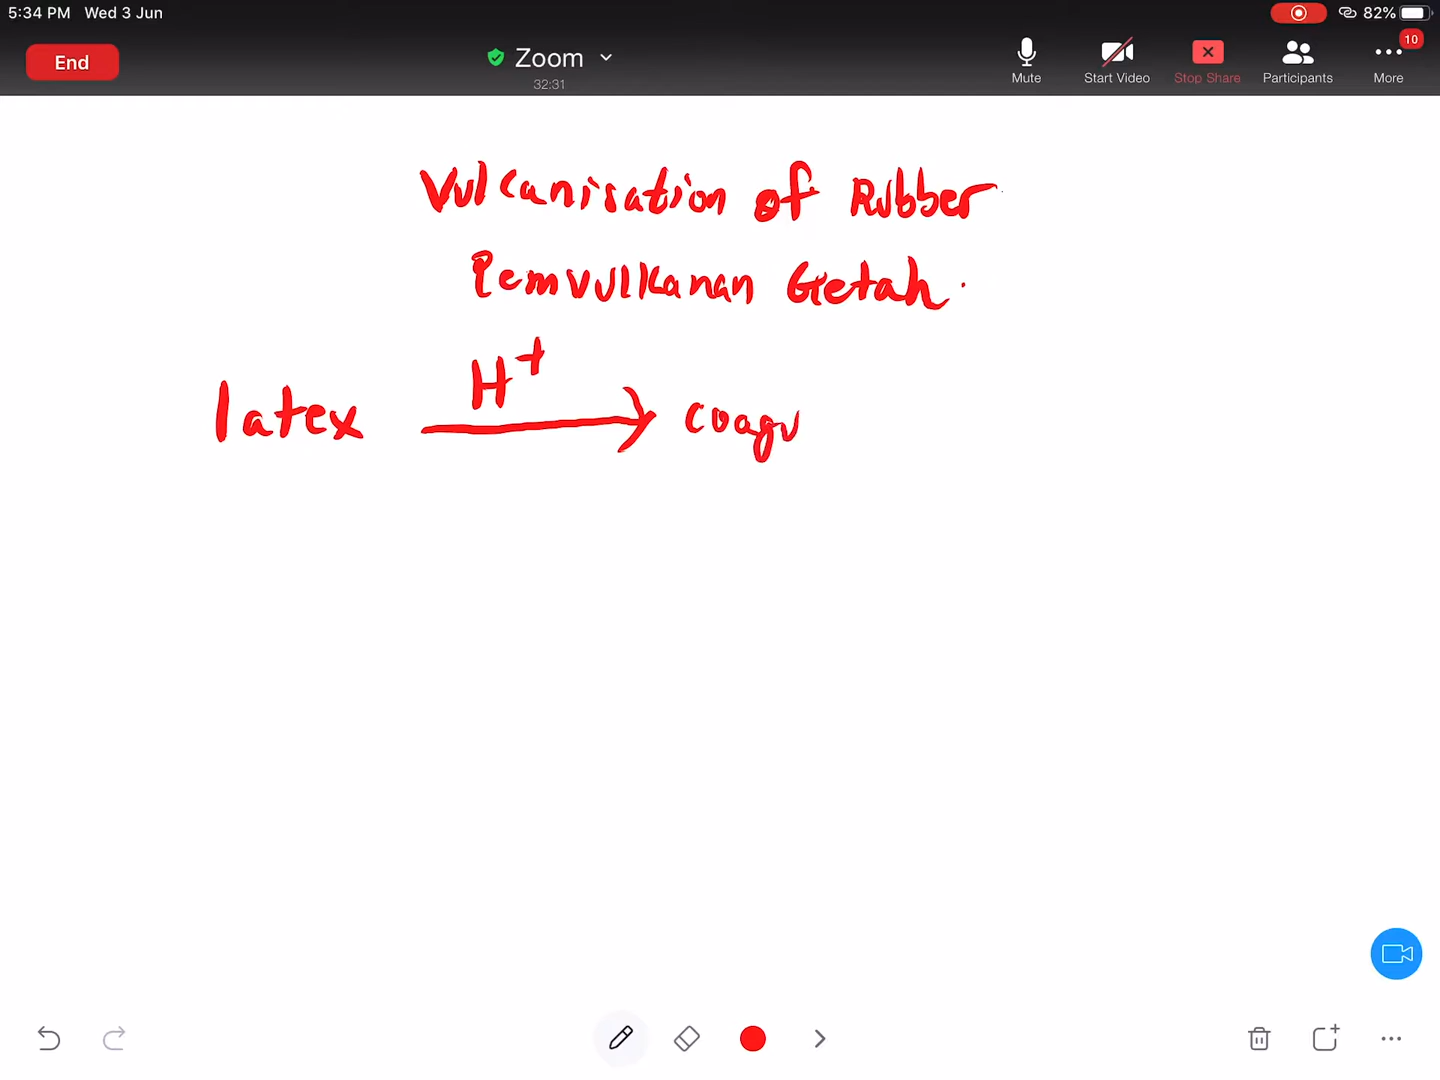 5:34 PM Wed 3 Jun 82%
End Zoom 32:31 Mute Start Video Stop Share Participants More 10
Vulcanisation of Rubber
Pemvulkanan Getah.
H+
latex → coagu